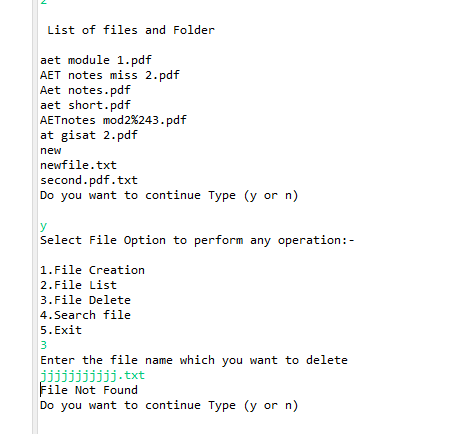 2
List of files and Folder
aet module 1.pdf
AET notes miss 2.pdf
Aet notes.pdf
aet short.pdf
AETnotes mod2%243.pdf
at gisat 2.pdf
new
newfile.txt
second.pdf.txt
Do you want to continue Type (y or n)
y
Select File Option to perform any operation:-
1.File Creation
2.File List
3.File Delete
4.Search file
5.Exit
3
Enter the file name which you want to delete
jjjjjjjjjjj.txt
File Not Found
Do you want to continue Type (y or n)